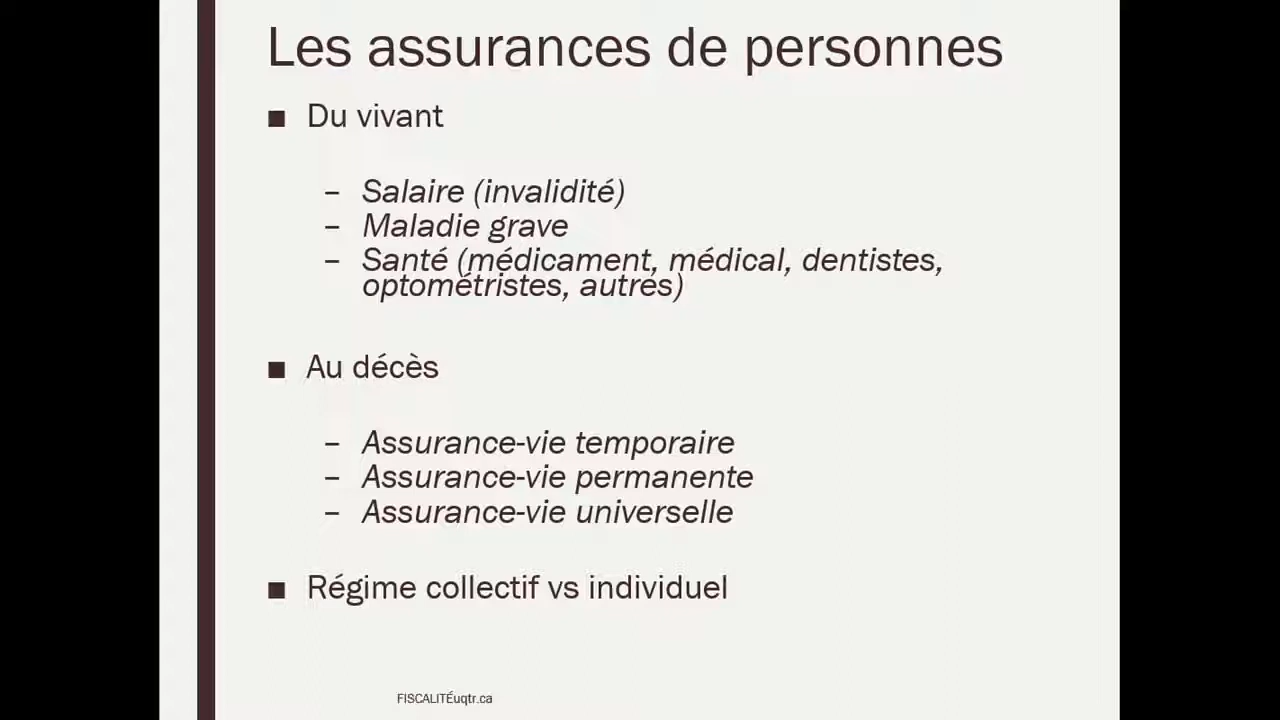 Les assurances de personnes
■ Du vivant
– Salaire (invalidité)
– Maladie grave
– Santé (médicament, médical, dentistes,
optométristes, autres)
■ Au décès
– Assurance-vie temporaire
– Assurance-vie permanente
– Assurance-vie universelle
■ Régime collectif vs individuel
FISCALITÉuqtr.ca